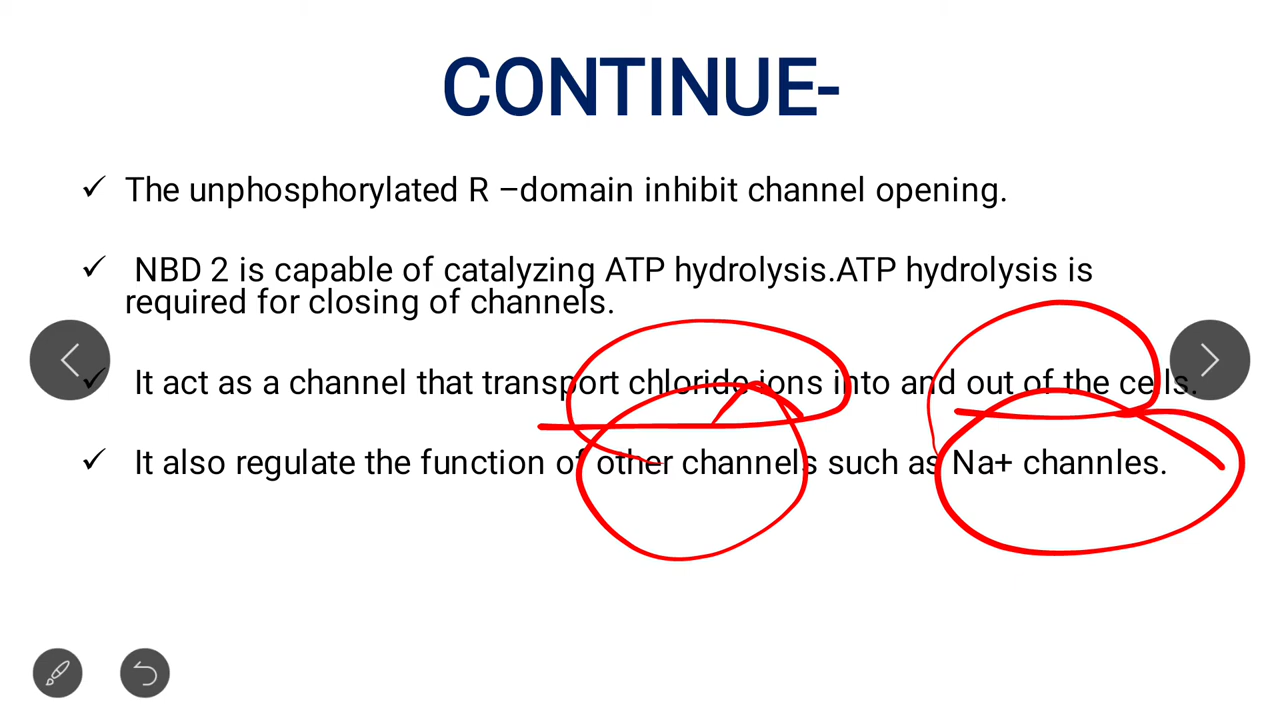 CONTINUE-
✓ The unphosphorylated R –domain inhibit channel opening.
✓ NBD 2 is capable of catalyzing ATP hydrolysis.ATP hydrolysis is
required for closing of channels.
✓ It act as a channel that transport chloride ions into and out of the cells.
✓ It also regulate the function of other channels such as Na+ channles.